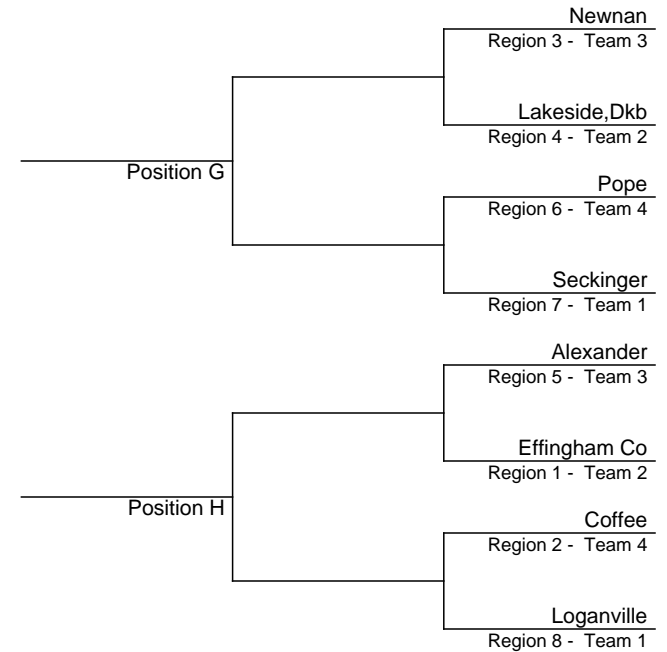 Newnan
Region 3 - Team 3
Lakeside,Dkb
Region 4 - Team 2
Position G
Pope
Region 6 - Team 4
Seckinger
Region 7 - Team 1
Alexander
Region 5 - Team 3
Effingham Co
Region 1 - Team 2
Position H
Coffee
Region 2 - Team 4
Loganville
Region 8 - Team 1